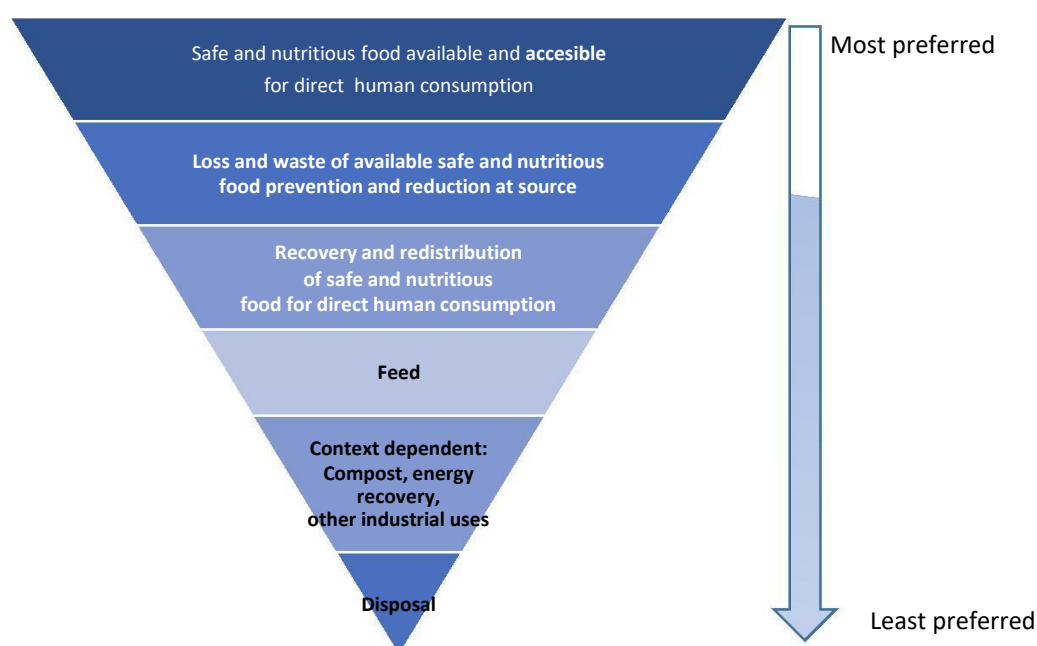 Safe and nutritious food available and accesible
for direct human consumption
Most preferred
Loss and waste of available safe and nutritious
food prevention and reduction at source
Recovery and redistribution
of safe and nutritious
food for direct human consumption
Feed
Context dependent:
Compost, energy
recovery,
other industrial uses
Disposal
Least preferred